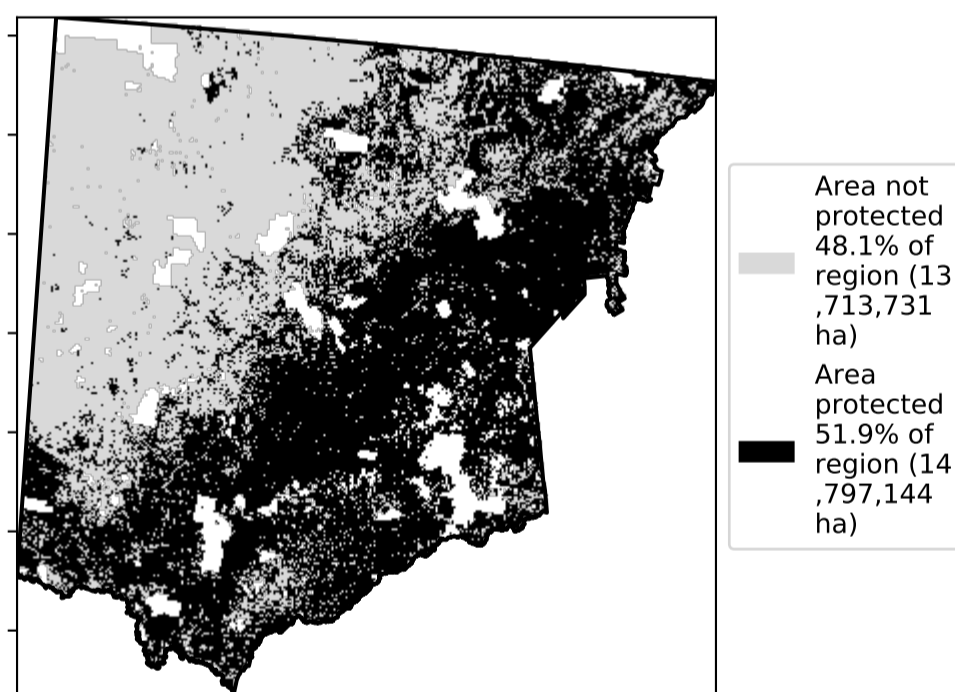 Area not
protected
48.1% of
region (13
,713,731
ha)
Area
protected
51.9% of
region (14
,797,144
ha)